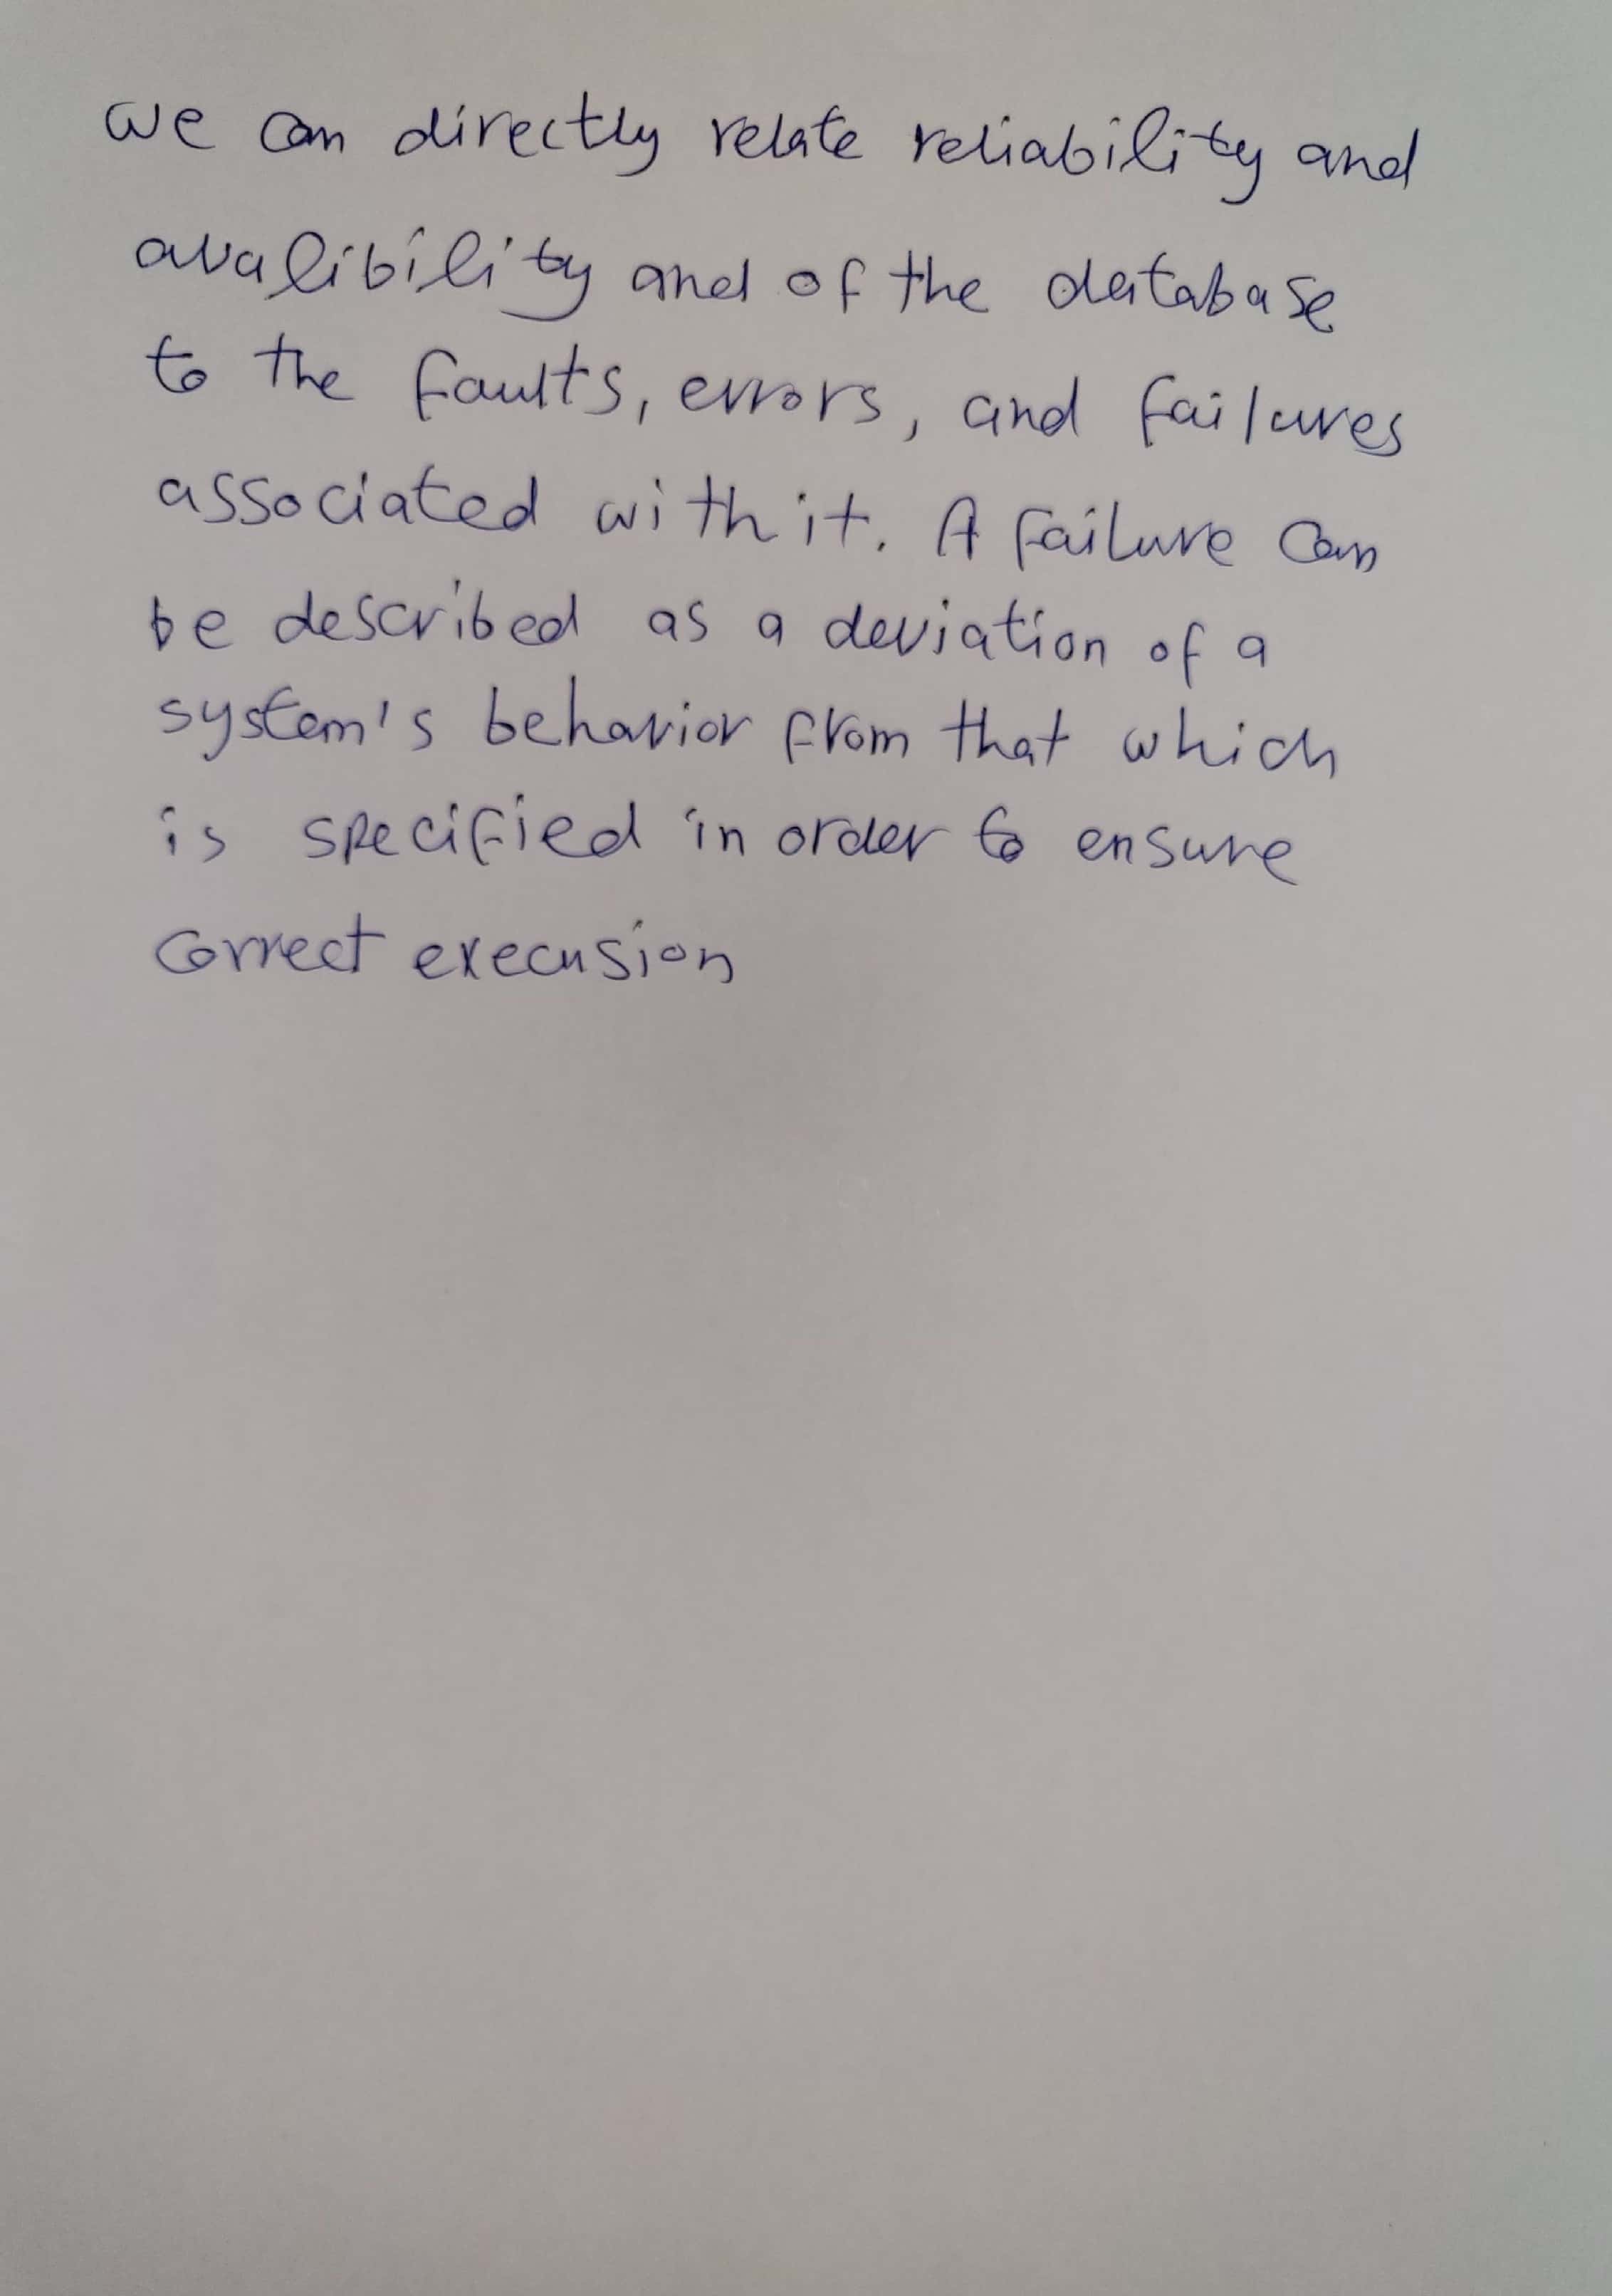 we can directly relate reliability and
avalibility and of the database
to the faults, errors, and failures
associated with it. A failure can
be described as a deviation of a
system's behavior from that which
is specified in order to ensure
correct execusion